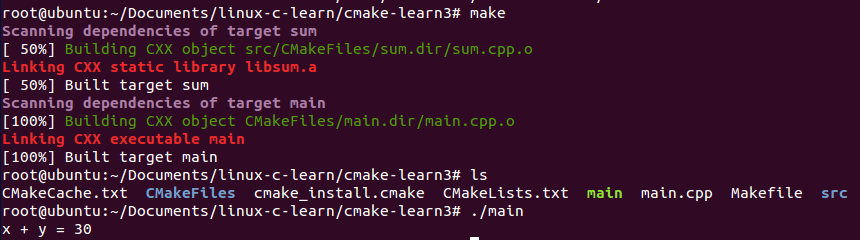 root@ubuntu:~/Documents/linux-c-learn/cmake-learn3# make
Scanning dependencies of target sum
[ 50%] Building CXX object src/CMakeFiles/sum.dir/sum.cpp.o
Linking CXX static library libsum.a
[ 50%] Built target sum
Scanning dependencies of target main
[100%] Building CXX object CMakeFiles/main.dir/main.cpp.o
Linking CXX executable main
[100%] Built target main
root@ubuntu:~/Documents/linux-c-learn/cmake-learn3# ls
CMakeCache.txt  CMakeFiles  cmake_install.cmake  CMakeLists.txt  main  main.cpp  Makefile  src
root@ubuntu:~/Documents/linux-c-learn/cmake-learn3# ./main
x + y = 30